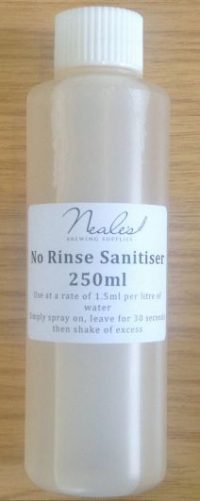 Neales
BREWING SUPPLIES
No Rinse Sanitiser
250ml
Use at a rate of 1.5ml per litre of
water
Simply spray on, leave for 30 seconds
then shake of excess